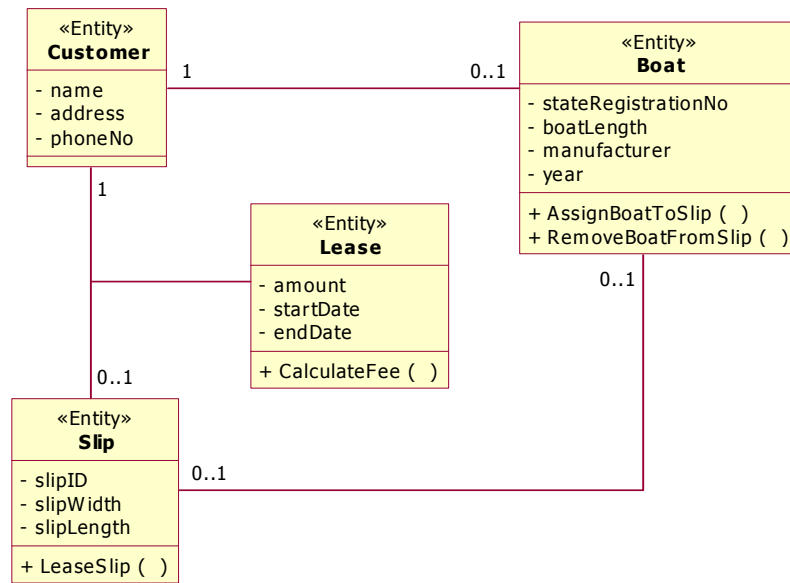 «Entity»
Customer
- name
- address
- phoneNo
1
0..1
«Entity»
Boat
- stateRegistrationNo
- boatLength
- manufacturer
- year
+ AssignBoatToSlip ( )
+ RemoveBoatFromSlip ( )
1
«Entity»
Lease
- amount
- startDate
- endDate
+ CalculateFee ( )
0..1
0..1
«Entity»
Slip
- slipID
- slipWidth
- slipLength
+ LeaseSlip ( )
0..1